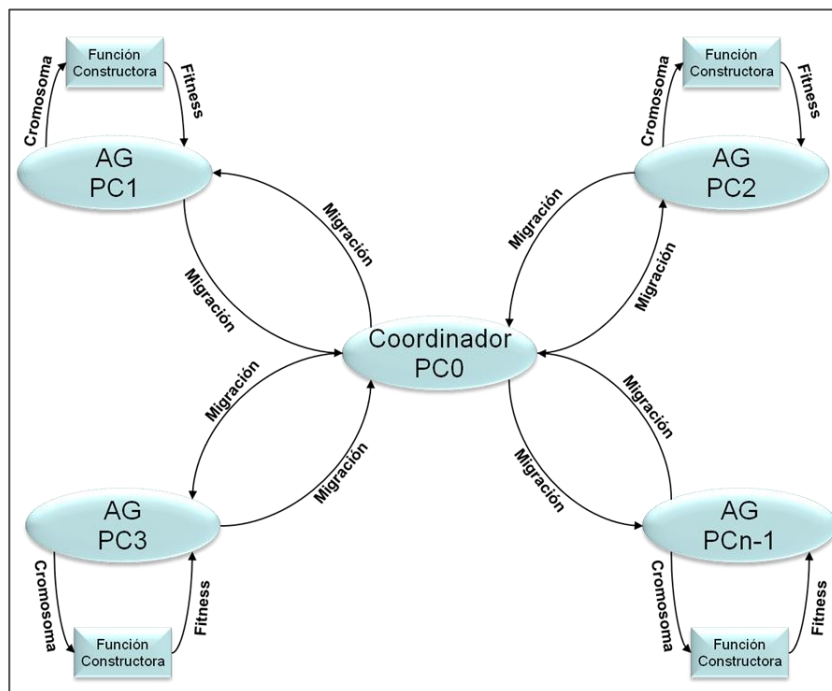 Función
Constructora
Cromosoma
Fitness
AG
PC1
Función
Constructora
Cromosoma
Fitness
AG
PC2
Migración
Migración
Migración
Migración
Coordinador
PC0
Migración
Migración
Migración
Migración
AG
PC3
Cromosoma
Fitness
Función
Constructora
AG
PCn-1
Cromosoma
Fitness
Función
Constructora